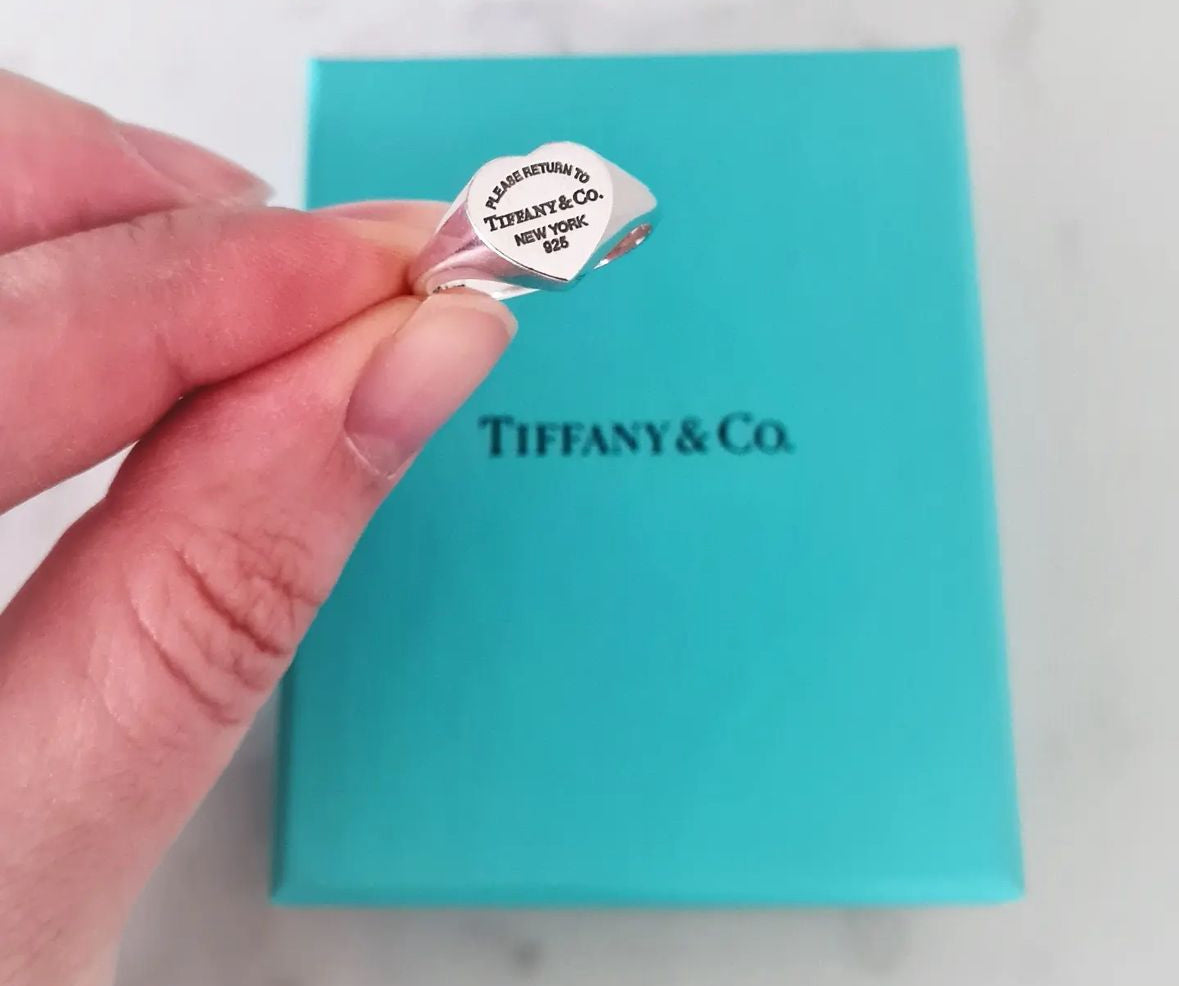 PLEASE RETURN TO
TIFFANY & CO.
NEW YORK
925
TIFFANY & CO.